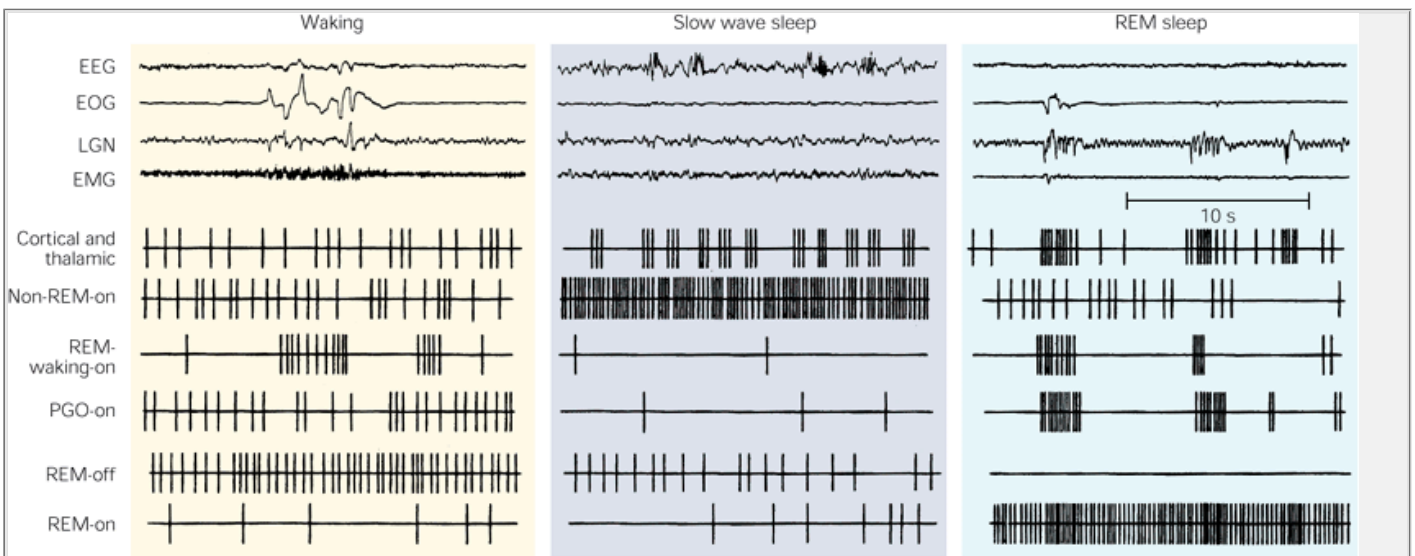 Waking
Slow wave sleep
REM sleep
EEG
EOG
LGN
EMG
10 s
Cortical and
thalamic
Non-REM-on
REM-
waking-on
PGO-on
REM-off
REM-on